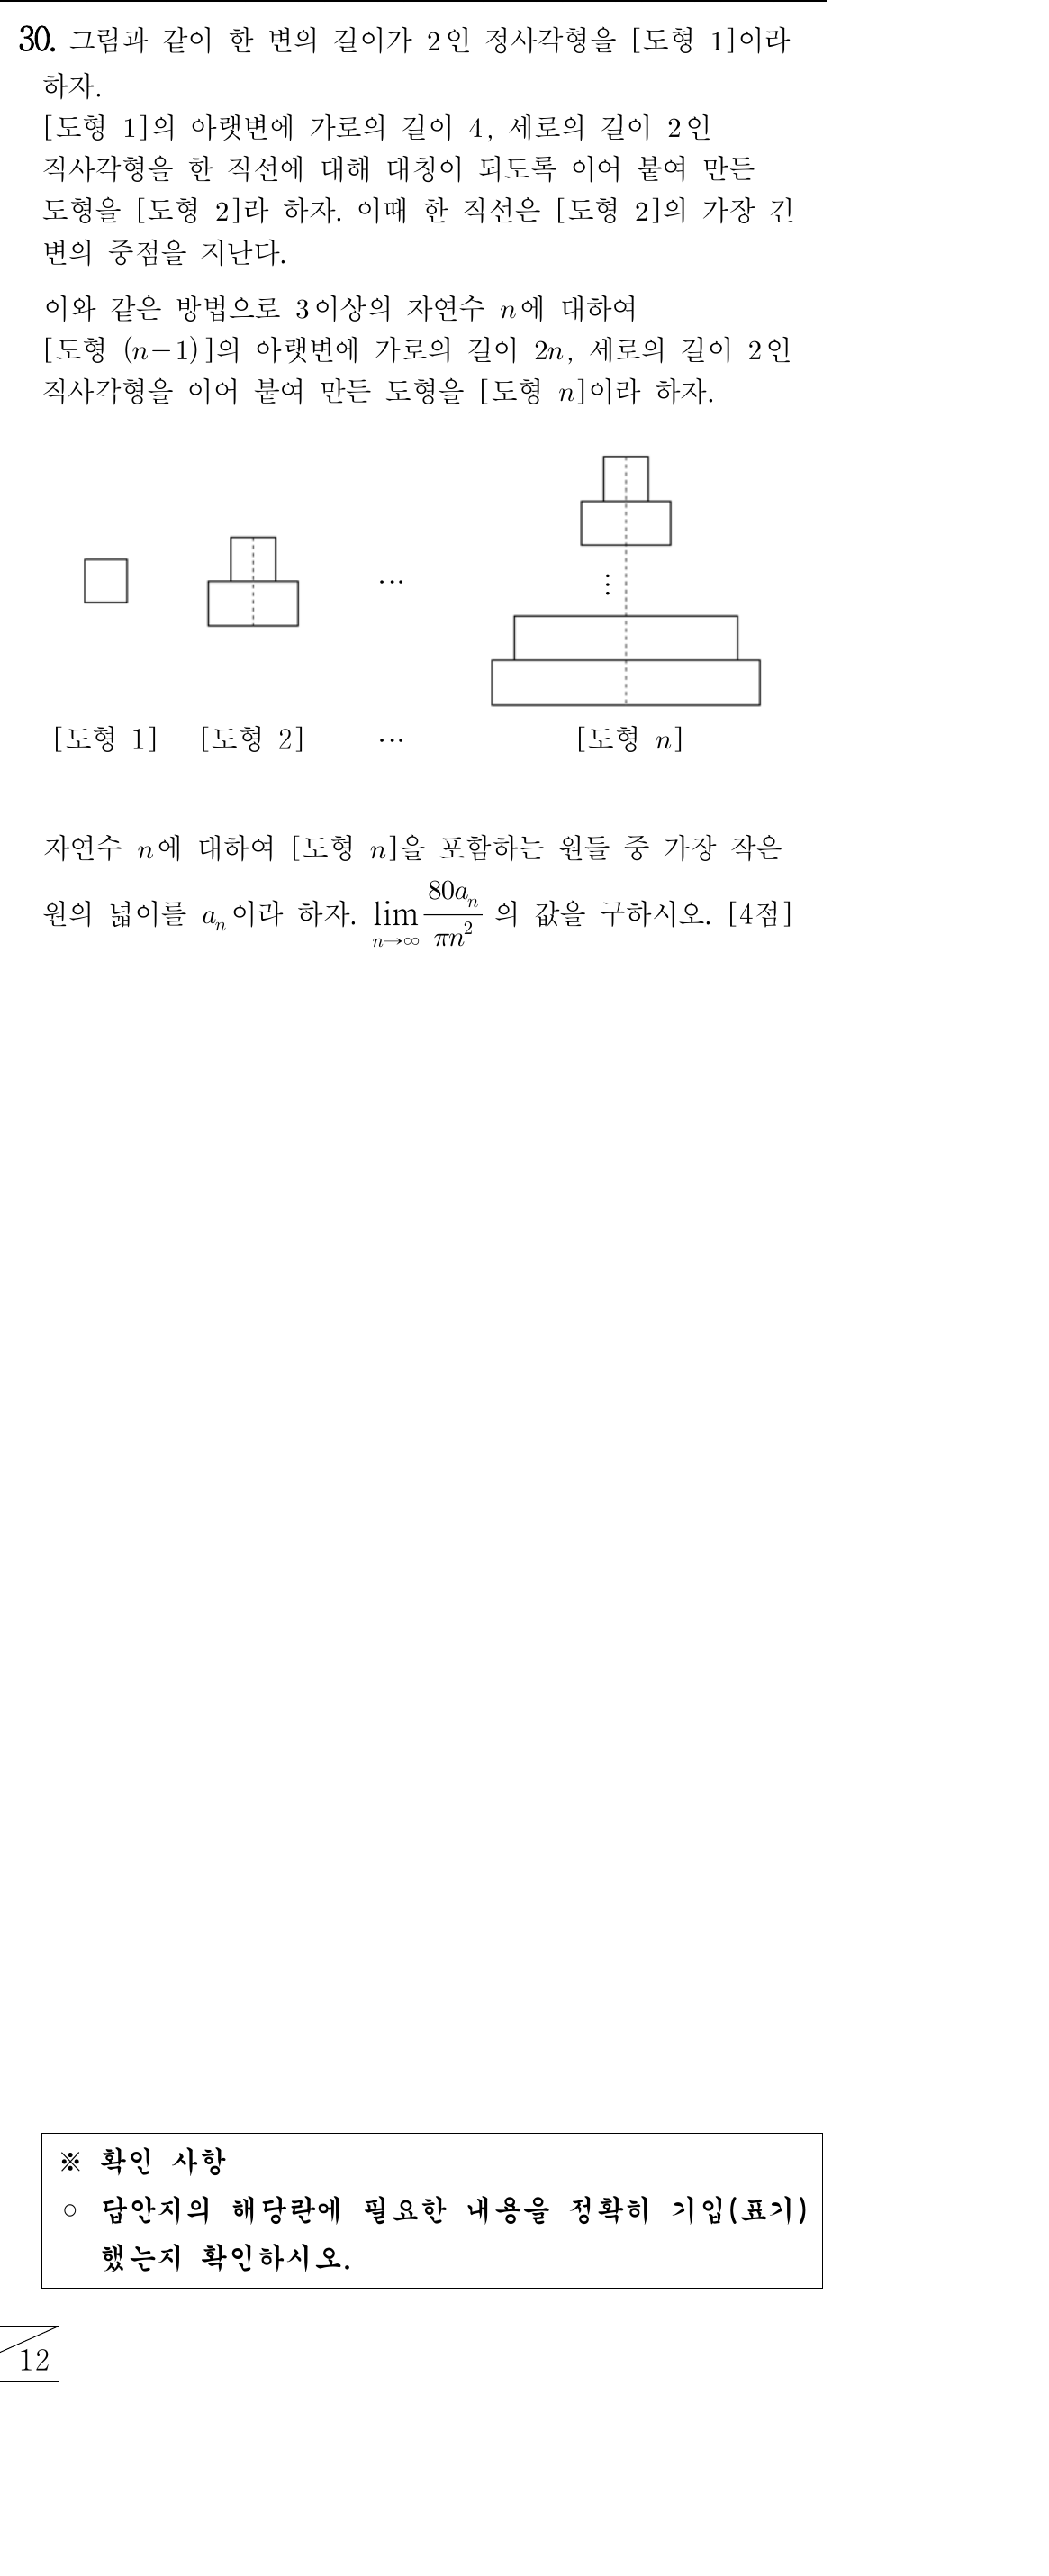 30. 그림과 같이 한 변의 길이가 2인 정사각형을 [도형 1]이라
하자.
[도형 1]의 아랫변에 가로의 길이 4, 세로의 길이 2인
직사각형을 한 직선에 대해 대칭이 되도록 이어 붙여 만든
도형을 [도형 2]라 하자. 이때 한 직선은 [도형 2]의 가장 긴
변의 중점을 지난다.
이와 같은 방법으로 3이상의 자연수 n에 대하여
[도형 (n−1)]의 아랫변에 가로의 길이 2n, 세로의 길이 2인
직사각형을 이어 붙여 만든 도형을 [도형 n]이라 하자.
⋯
⋮
[도형 1] [도형 2] ⋯ [도형 n]
자연수 n에 대하여 [도형 n]을 포함하는 원들 중 가장 작은
원의 넓이를 aₙ이라 하자. lim_{n→∞} 80aₙ/πn² 의 값을 구하시오. [4점]
※ 확인 사항
○ 답안지의 해당란에 필요한 내용을 정확히 기입(표기)
했는지 확인하시오.
12